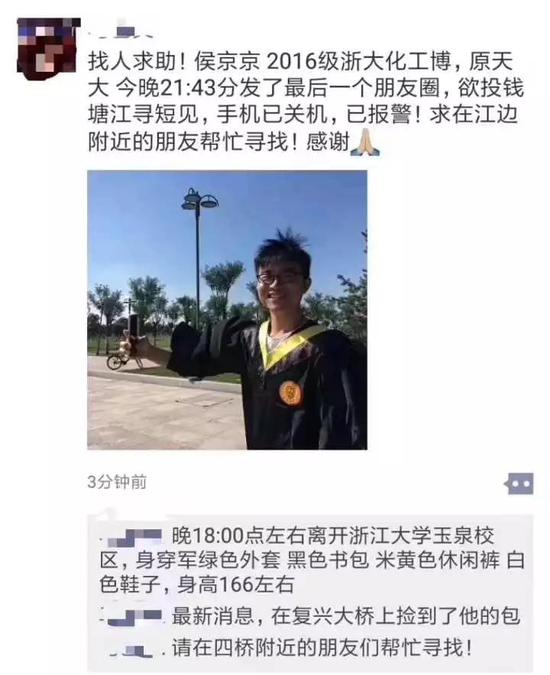 找人求助！侯京京 2016级浙大化工博，原天
大 今晚21:43分发了最后一个朋友圈，欲投钱
塘江寻短见，手机已关机，已报警！求在江边
附近的朋友帮忙寻找！感谢🙏
3分钟前
晚18:00点左右离开浙江大学玉泉校
区，身穿军绿色外套 黑色书包 米黄色休闲裤 白
色鞋子，身高166左右
最新消息，在复兴大桥上捡到了他的包
请在四桥附近的朋友们帮忙寻找！